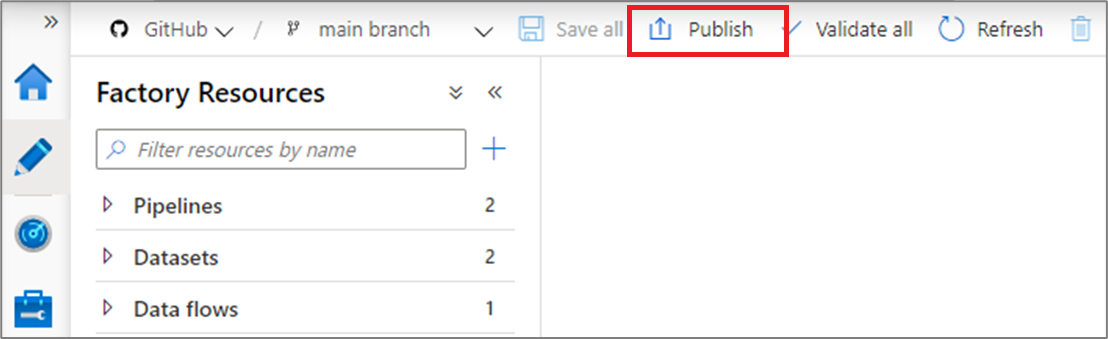 GitHub / main branch Save all Publish Validate all Refresh
Factory Resources
Filter resources by name
Pipelines 2
Datasets 2
Data flows 1